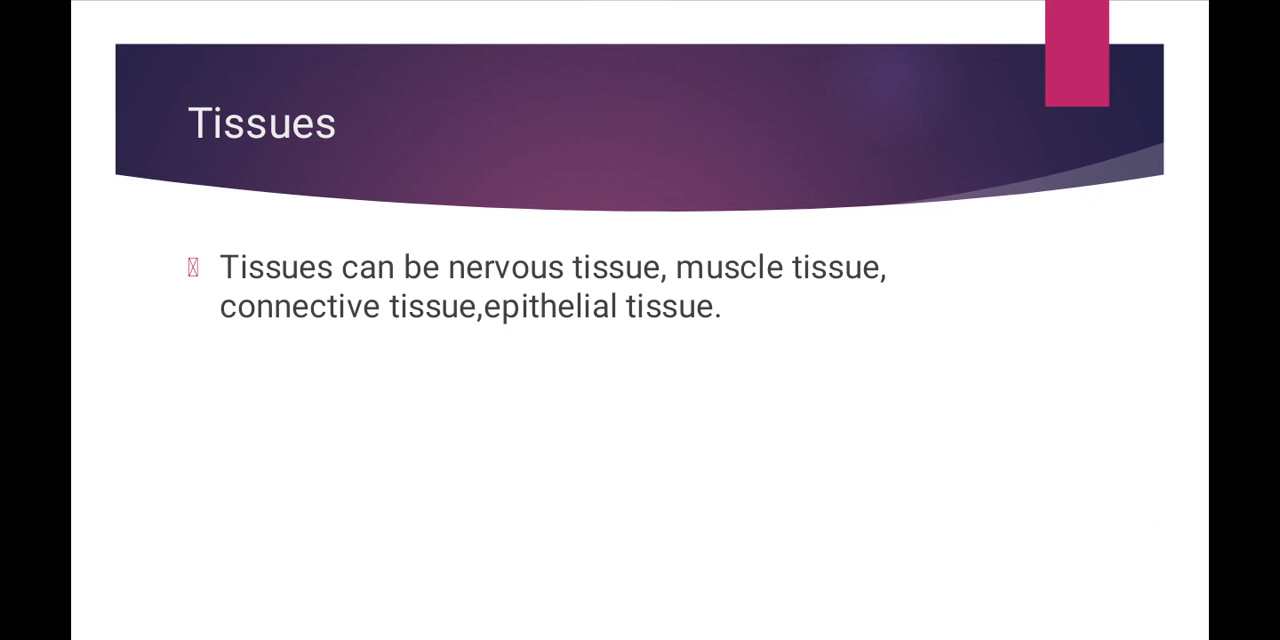 Tissues
Tissues can be nervous tissue, muscle tissue,
connective tissue,epithelial tissue.